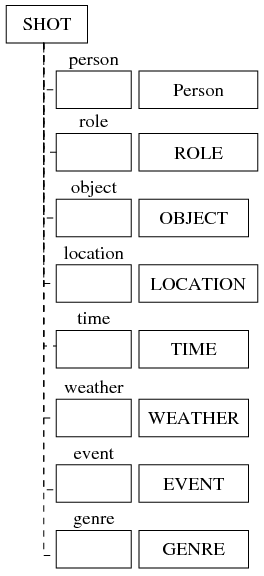 SHOT
person
Person
role
ROLE
object
OBJECT
location
LOCATION
time
TIME
weather
WEATHER
event
EVENT
genre
GENRE